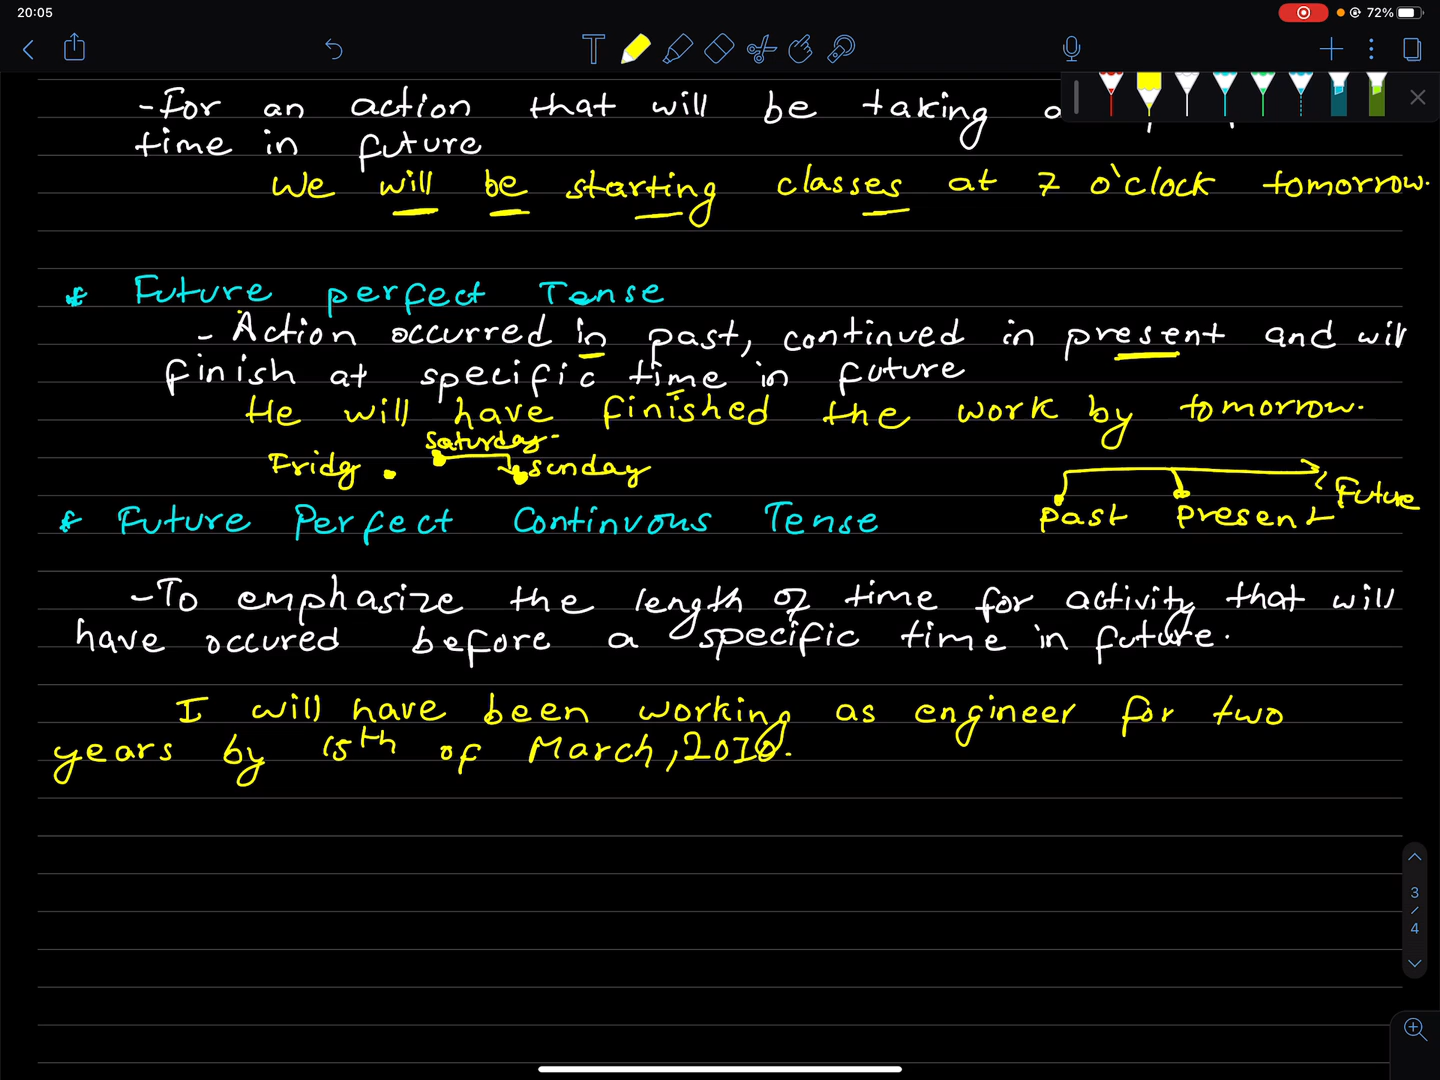 20:05
72%
-For an action that will be taking
time in future
We will be starting classes at 7 o'clock tomorrow.
* Future perfect Tense
- Action occurred in past, continued in present and will
finish at specific time in future
He will have finished the work by tomorrow.
Saturday
Friday . Sunday
Past Present Future
* Future Perfect Continuous Tense
-To emphasize the length of time for activity that will
have occured before a specific time in future.
I will have been working as engineer for two
years by 15th of March,2010.
3
/
4